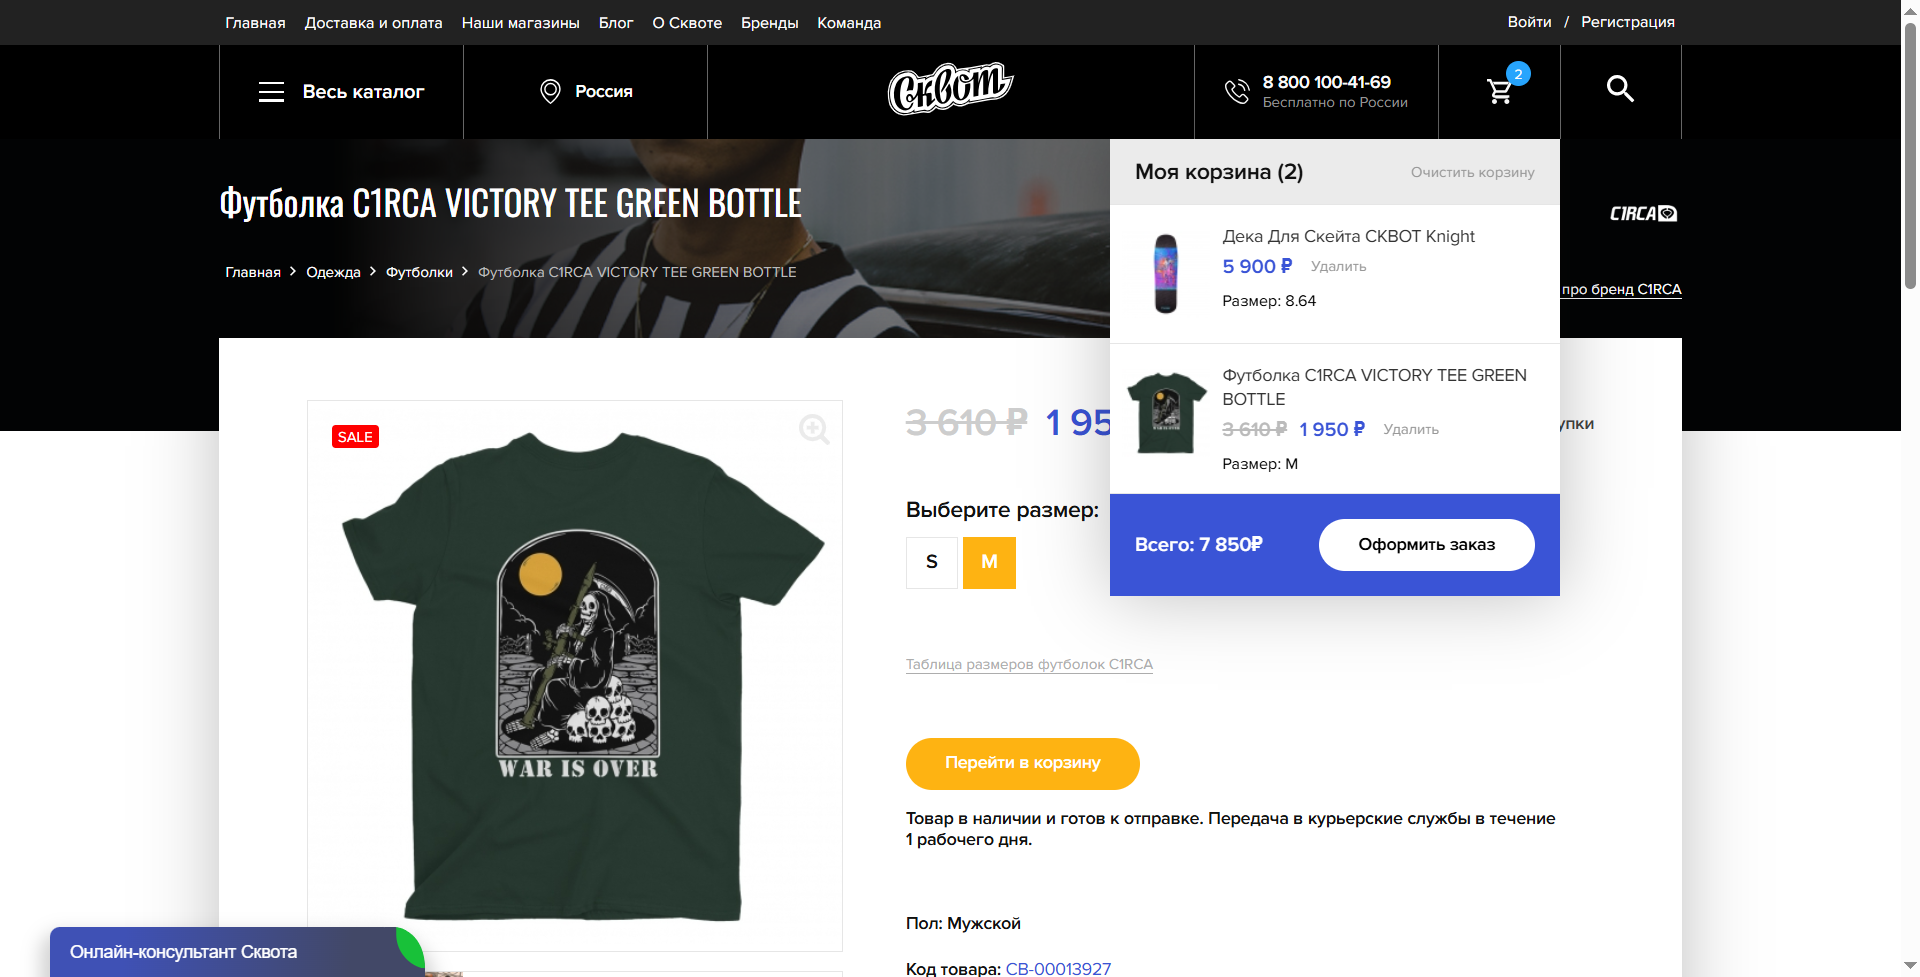 Главная Доставка и оплата Наши магазины Блог О Сквоте Бренды Команда
Войти / Регистрация
Весь каталог
Россия
Сквот
8 800 100-41-69
Бесплатно по России
2
Футболка C1RCA VICTORY TEE GREEN BOTTLE
Главная Одежда Футболки Футболка C1RCA VICTORY TEE GREEN BOTTLE
C1RCA
про бренд C1RCA
Моя корзина (2)
Очистить корзину
Дека Для Скейта СКВОТ Knight
5 900 ₽ Удалить
Размер: 8.64
Футболка C1RCA VICTORY TEE GREEN
BOTTLE
3 610 ₽ 1 950 ₽ Удалить
Размер: M
Всего: 7 850₽
Оформить заказ
SALE
WAR IS OVER
3 610 ₽ 1 95
упки
Выберите размер:
S M
Таблица размеров футболок C1RCA
Перейти в корзину
Товар в наличии и готов к отправке. Передача в курьерские службы в течение
1 рабочего дня.
Пол: Мужской
Код товара: СВ-00013927
Онлайн-консультант Сквота